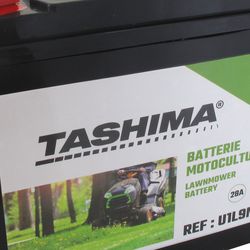 TASHIMA®
BATTERIE
MOTOCULTU
LAWNMOWER
BATTERY
28A
REF : U1L9